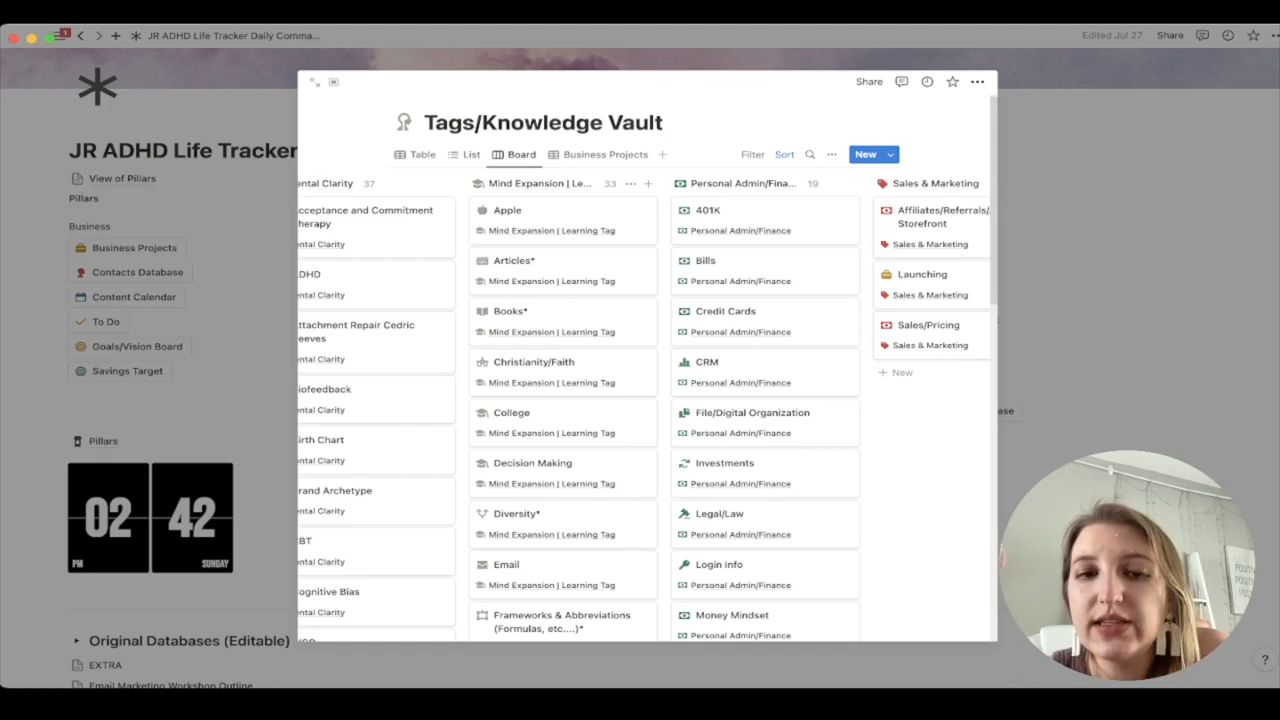 1
JR ADHD Life Tracker Daily Comma...
Edited Jul 27
Share
Share
JR ADHD Life Tracker
View of Pillars
Pillars
Business
Business Projects
Contacts Database
Content Calendar
To Do
Goals/Vision Board
Savings Target
Pillars
02 42
PM SUNDAY
Original Databases (Editable)
EXTRA
Email Marketing Workshop Outline
Tags/Knowledge Vault
Table List Board Business Projects
Filter Sort New
ental Clarity 37
cceptance and Commitment
herapy
ental Clarity
DHD
ental Clarity
ttachment Repair Cedric
eeves
ental Clarity
iofeedback
ental Clarity
irth Chart
ental Clarity
rand Archetype
ental Clarity
BT
ental Clarity
ognitive Bias
ental Clarity
Mind Expansion | Le... 33
Apple
Mind Expansion | Learning Tag
Articles*
Mind Expansion | Learning Tag
Books*
Mind Expansion | Learning Tag
Christianity/Faith
Mind Expansion | Learning Tag
College
Mind Expansion | Learning Tag
Decision Making
Mind Expansion | Learning Tag
Diversity*
Mind Expansion | Learning Tag
Email
Mind Expansion | Learning Tag
Frameworks & Abbreviations
(Formulas, etc....)*
Personal Admin/Fina... 19
401K
Personal Admin/Finance
Bills
Personal Admin/Finance
Credit Cards
Personal Admin/Finance
CRM
Personal Admin/Finance
File/Digital Organization
Personal Admin/Finance
Investments
Personal Admin/Finance
Legal/Law
Personal Admin/Finance
Login Info
Personal Admin/Finance
Money Mindset
Personal Admin/Finance
Sales & Marketing
Affiliates/Referrals/
Storefront
Sales & Marketing
Launching
Sales & Marketing
Sales/Pricing
Sales & Marketing
New
ase
?